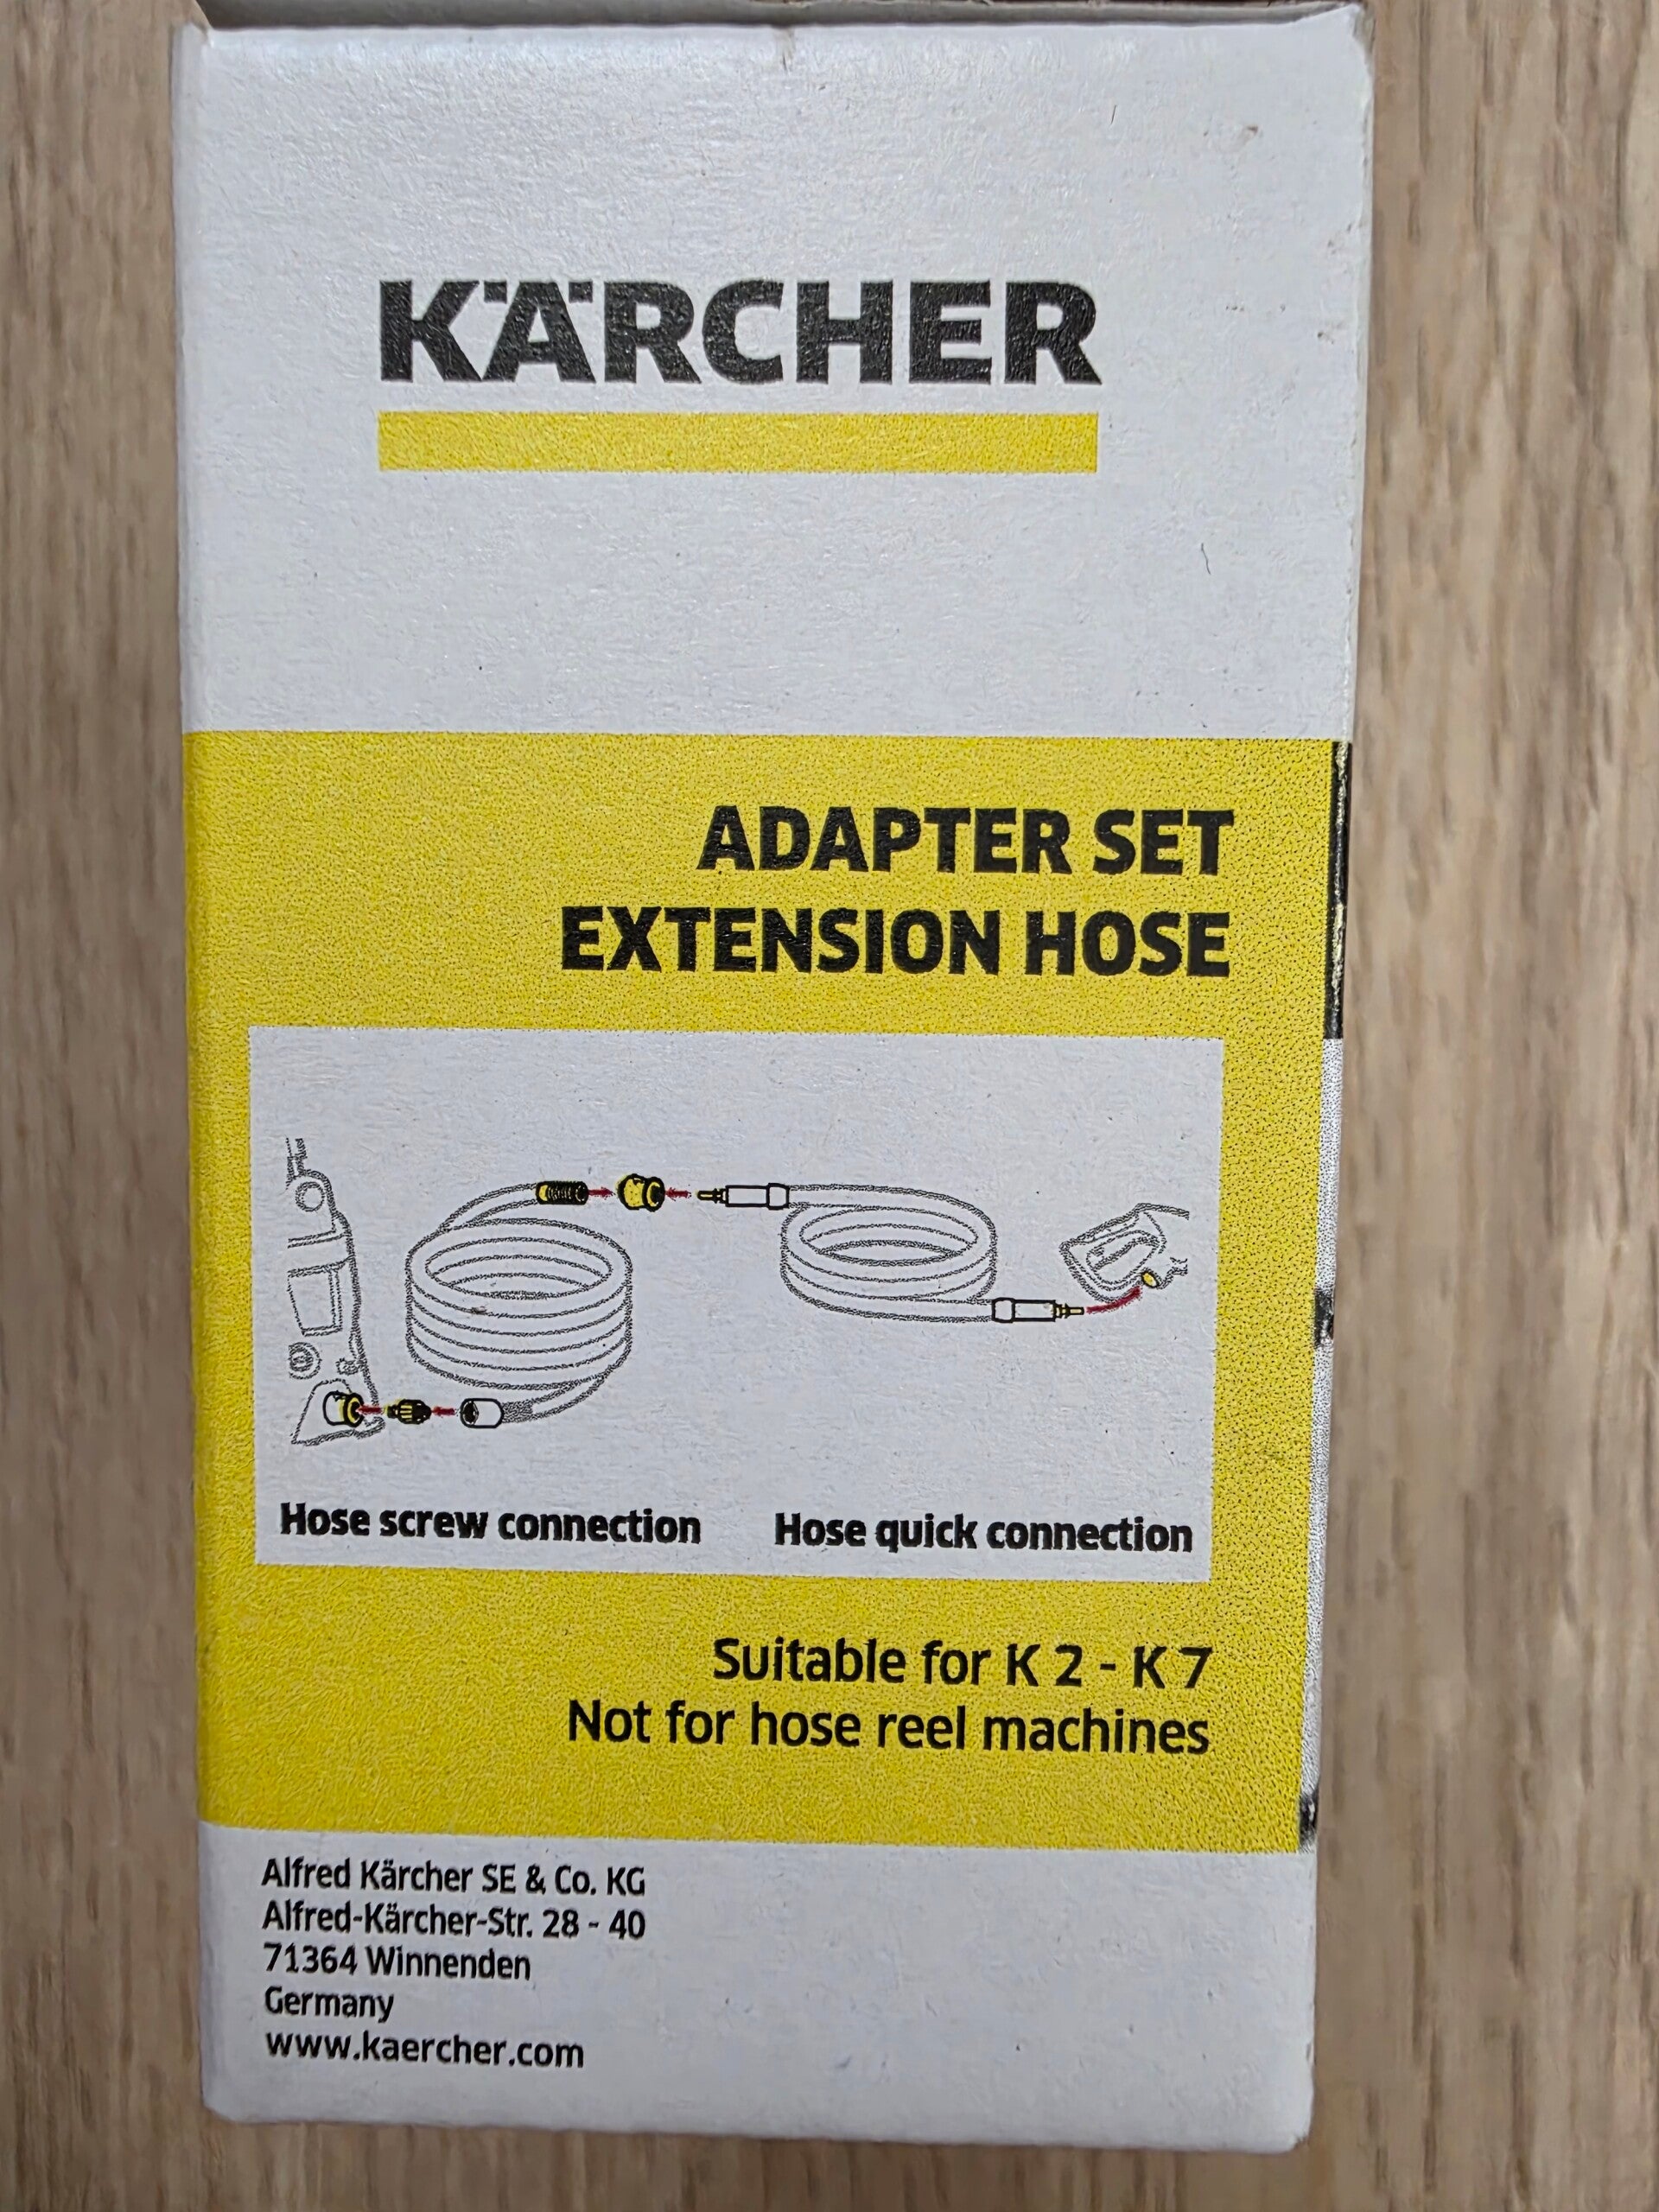 KÄRCHER
ADAPTER SET
EXTENSION HOSE
Hose screw connection
Hose quick connection
Suitable for K 2 - K 7
Not for hose reel machines
Alfred Kärcher SE & Co. KG
Alfred-Kärcher-Str. 28 - 40
71364 Winnenden
Germany
www.kaercher.com